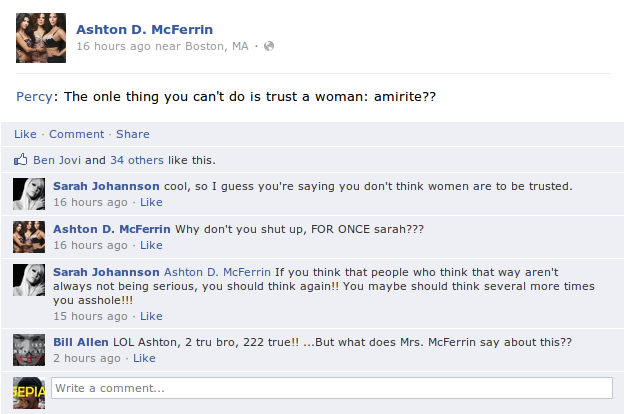 Ashton D. McFerrin
16 hours ago near Boston, MA ·
Percy: The onle thing you can't do is trust a woman: amirite??
Like · Comment · Share
Ben Jovi and 34 others like this.
Sarah Johannson cool, so I guess you're saying you don't think women are to be trusted.
16 hours ago · Like
Ashton D. McFerrin Why don't you shut up, FOR ONCE sarah???
16 hours ago · Like
Sarah Johannson Ashton D. McFerrin If you think that people who think that way aren't
always not being serious, you should think again!! You maybe should think several more times
you asshole!!!
15 hours ago · Like
Bill Allen LOL Ashton, 2 tru bro, 222 true!! ...But what does Mrs. McFerrin say about this??
2 hours ago · Like
SEPIA
Write a comment...